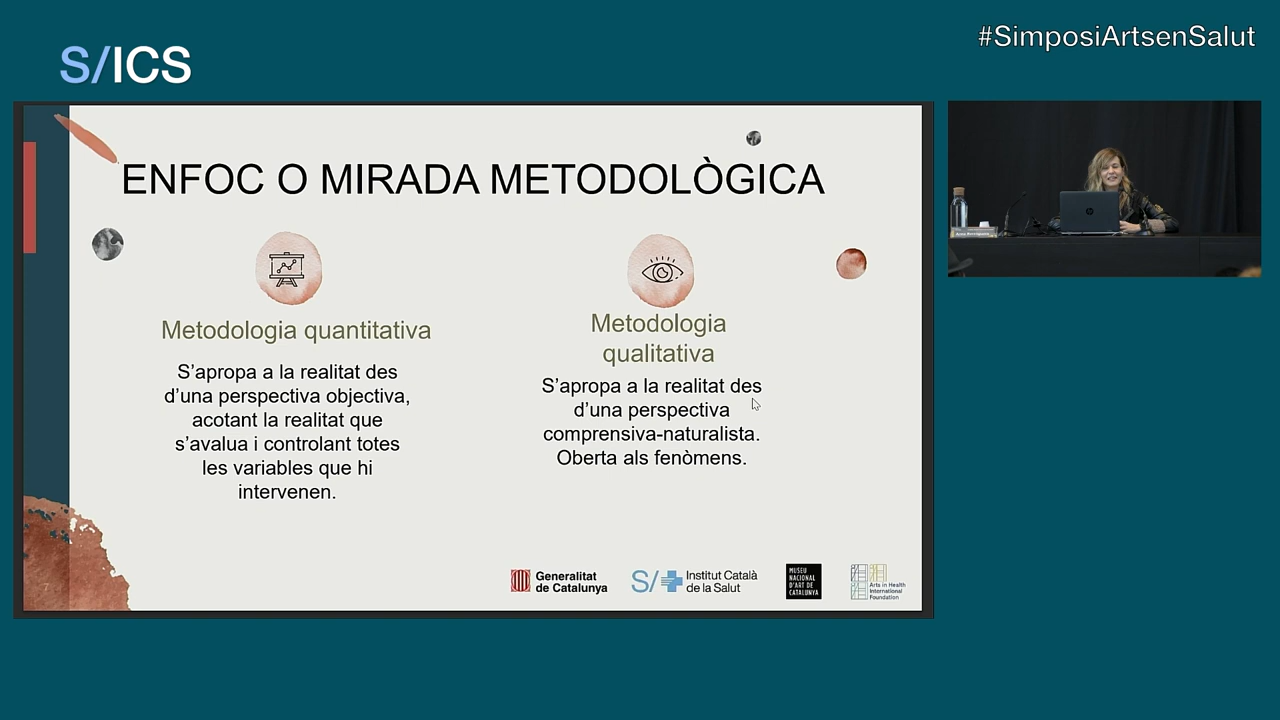 #SimposiArtsenSalut
S/ICS
ENFOC O MIRADA METODOLÒGICA
Metodologia quantitativa
S’apropa a la realitat des
d’una perspectiva objectiva,
acotant la realitat que
s’avalua i controlant totes
les variables que hi
intervenen.
Metodologia
qualitativa
S’apropa a la realitat des
d’una perspectiva
comprensiva-naturalista.
Oberta als fenòmens.
7
Generalitat
de Catalunya
S/
Institut Català
de la Salut
MUSEU
NACIONAL
D'ART DE
CATALUNYA
Arts in Health
International
Foundation
hp